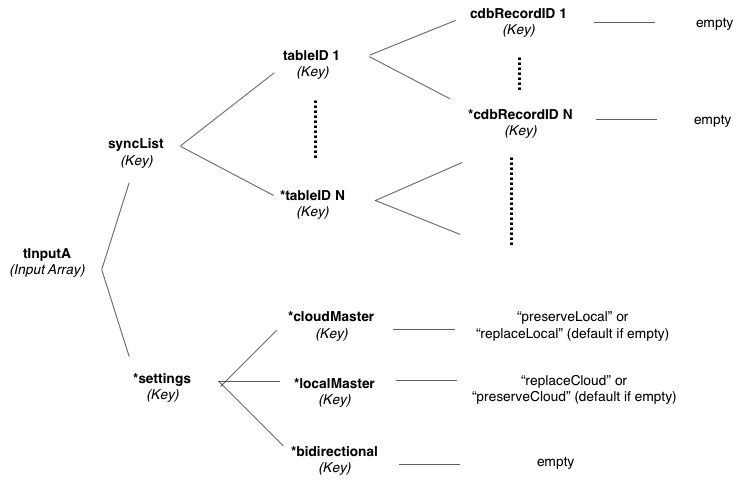 cdbRecordID 1
(Key)
empty
tableID 1
(Key)
*cdbRecordID N
(Key)
empty
syncList
(Key)
*tableID N
(Key)
tInputA
(Input Array)
*cloudMaster
(Key)
“preserveLocal” or
“replaceLocal” (default if empty)
*settings
(Key)
*localMaster
(Key)
“replaceCloud” or
“preserveCloud” (default if empty)
*bidirectional
(Key)
empty